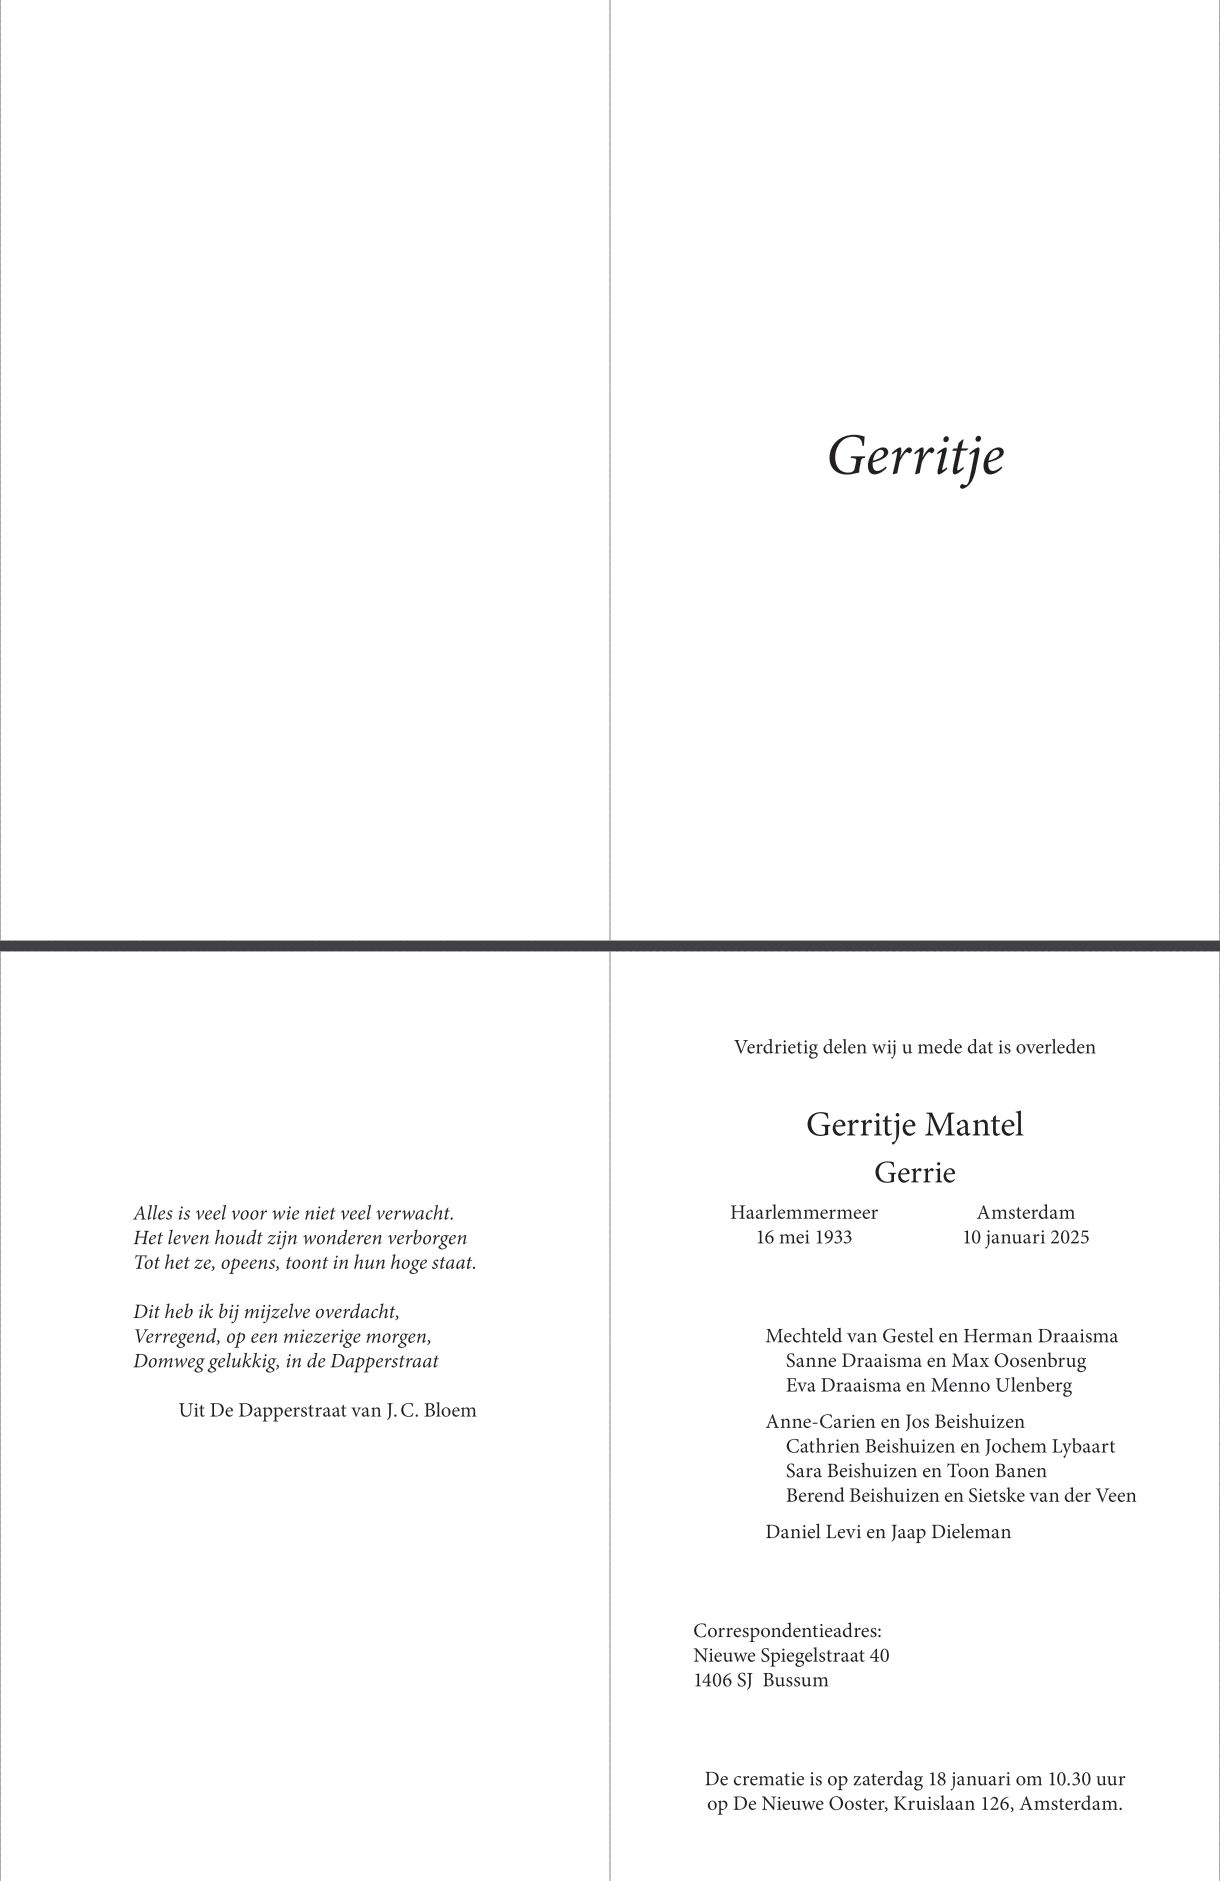 Gerritje
Alles is veel voor wie niet veel verwacht.
Het leven houdt zijn wonderen verborgen
Tot het ze, opeens, toont in hun hoge staat.
Dit heb ik bij mijzelve overdacht,
Verregend, op een miezerige morgen,
Domweg gelukkig, in de Dapperstraat
Uit De Dapperstraat van J. C. Bloem
Verdrietig delen wij u mede dat is overleden
Gerritje Mantel
Gerrie
Haarlemmermeer
16 mei 1933
Amsterdam
10 januari 2025
Mechteld van Gestel en Herman Draaisma
Sanne Draaisma en Max Oosenbrug
Eva Draaisma en Menno Ulenberg
Anne-Carien en Jos Beishuizen
Cathrien Beishuizen en Jochem Lybaart
Sara Beishuizen en Toon Banen
Berend Beishuizen en Sietske van der Veen
Daniel Levi en Jaap Dieleman
Correspondentieadres:
Nieuwe Spiegelstraat 40
1406 SJ  Bussum
De crematie is op zaterdag 18 januari om 10.30 uur
op De Nieuwe Ooster, Kruislaan 126, Amsterdam.